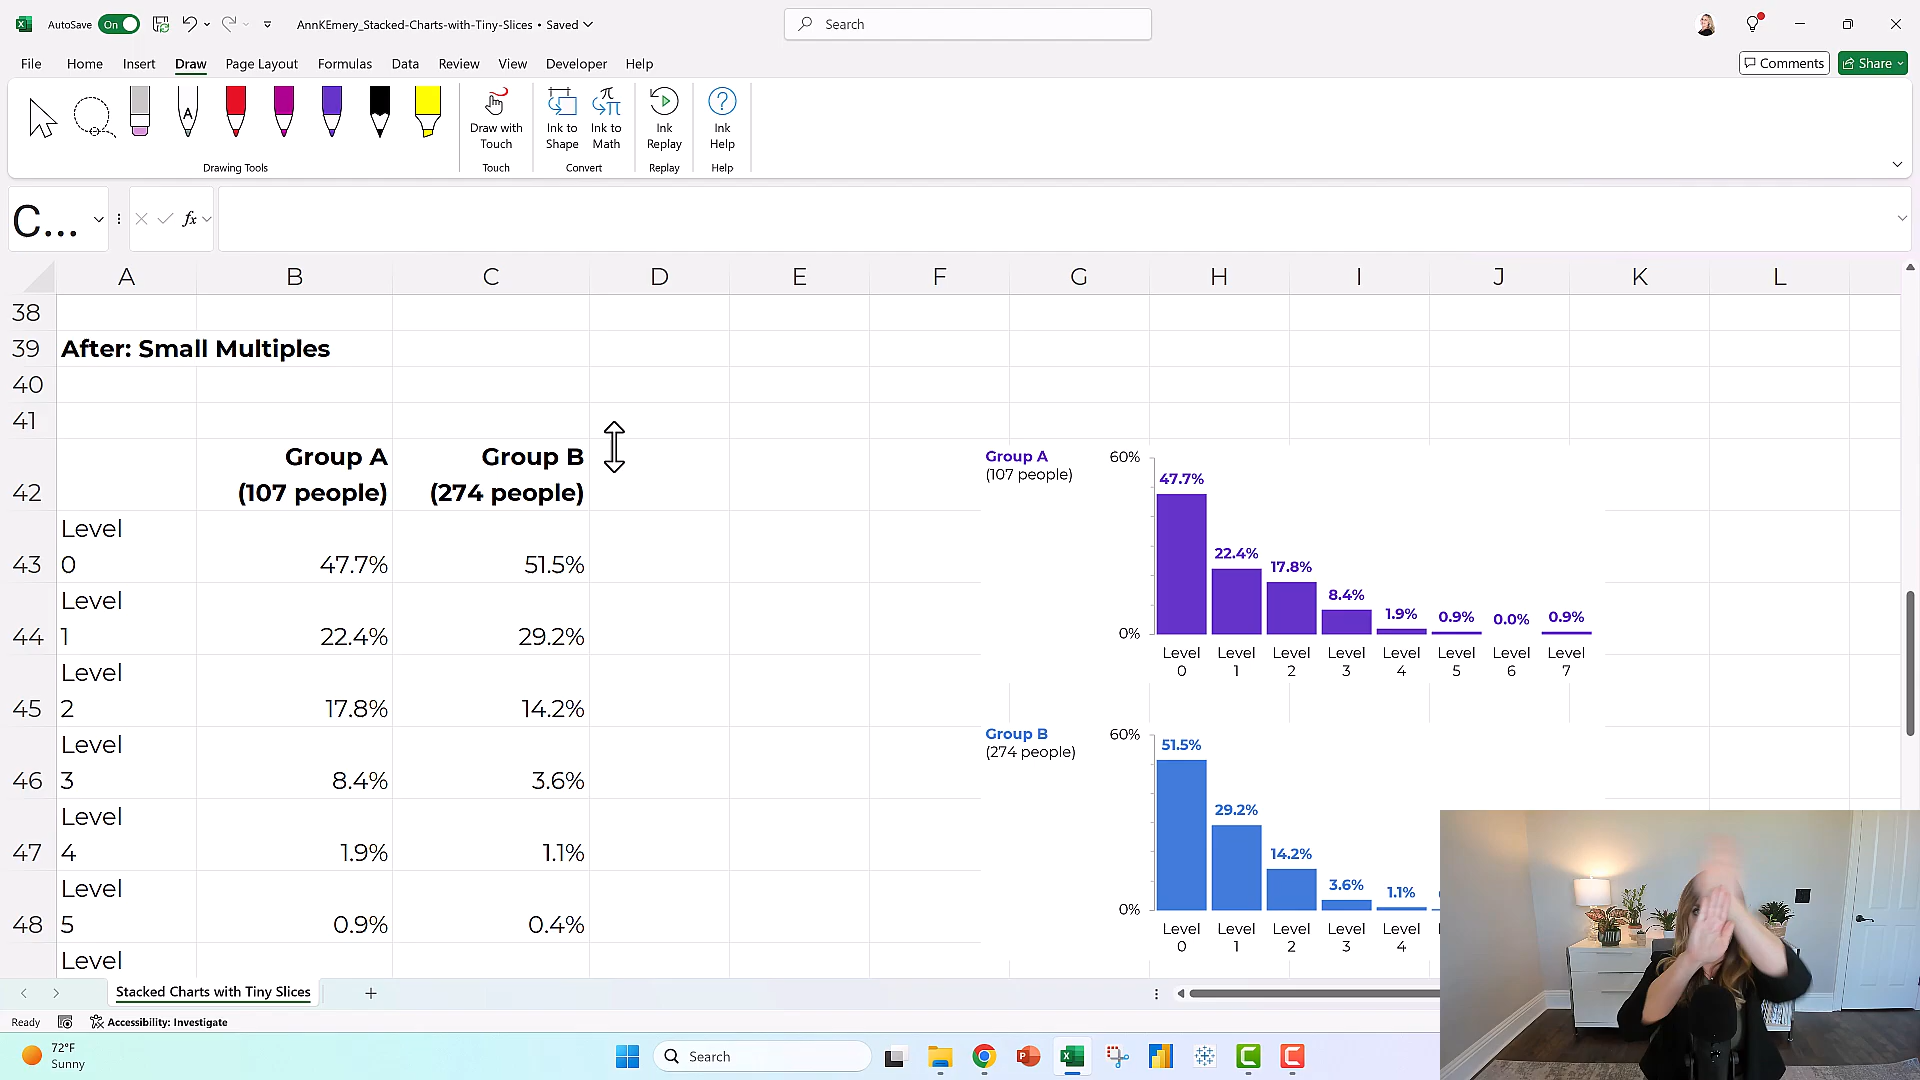 AutoSave
On
AnnKEmery_Stacked-Charts-with-Tiny-Slices • Saved
Search
File Home Insert Draw Page Layout Formulas Data Review View Developer Help
Comments
Share
A
Draw with
Touch
Ink to
Shape
Ink to
Math
Ink
Replay
Ink
Help
Drawing Tools
Touch
Convert
Replay
Help
C...
fx
A B C D E F G H I J K L
38
39 After: Small Multiples
40
41
Group A Group B
42 (107 people) (274 people)
Level
43 0 47.7% 51.5%
Level
44 1 22.4% 29.2%
Level
45 2 17.8% 14.2%
Level
46 3 8.4% 3.6%
Level
47 4 1.9% 1.1%
Level
48 5 0.9% 0.4%
Level
Group A
(107 people)
60%
0%
47.7%
22.4%
17.8%
8.4%
1.9%
0.9%
0.0%
0.9%
Level Level Level Level Level Level Level Level
0 1 2 3 4 5 6 7
Group B
(274 people)
60%
0%
51.5%
29.2%
14.2%
3.6%
1.1%
Level Level Level Level Level
0 1 2 3 4
Stacked Charts with Tiny Slices
Ready
Accessibility: Investigate
72°F
Sunny
Search